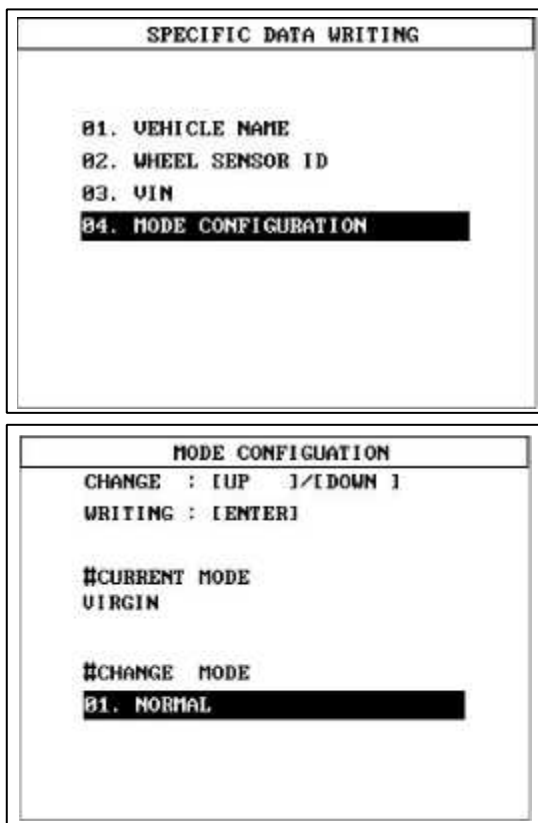 SPECIFIC DATA WRITING
01. VEHICLE NAME
02. WHEEL SENSOR ID
03. VIN
04. MODE CONFIGURATION
MODE CONFIGUATION
CHANGE : [UP ]/[DOWN ]
WRITING : [ENTER]
#CURRENT MODE
VIRGIN
#CHANGE MODE
01. NORMAL